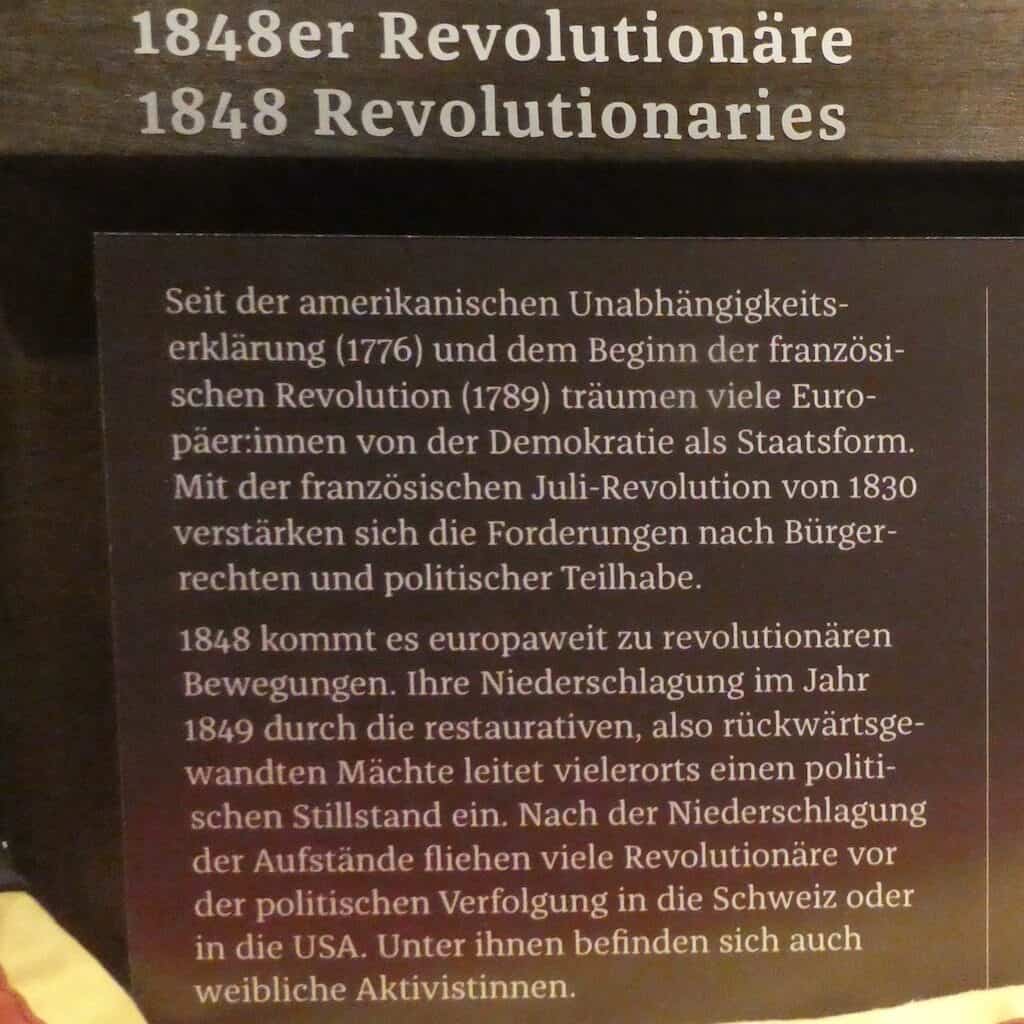 1848er Revolutionäre
1848 Revolutionaries
Seit der amerikanischen Unabhängigkeits-
erklärung (1776) und dem Beginn der französi-
schen Revolution (1789) träumen viele Euro-
päer:innen von der Demokratie als Staatsform.
Mit der französischen Juli-Revolution von 1830
verstärken sich die Forderungen nach Bürger-
rechten und politischer Teilhabe.
1848 kommt es europaweit zu revolutionären
Bewegungen. Ihre Niederschlagung im Jahr
1849 durch die restaurativen, also rückwärtsge-
wandten Mächte leitet vielerorts einen politi-
schen Stillstand ein. Nach der Niederschlagung
der Aufstände fliehen viele Revolutionäre vor
der politischen Verfolgung in die Schweiz oder
in die USA. Unter ihnen befinden sich auch
weibliche Aktivistinnen.